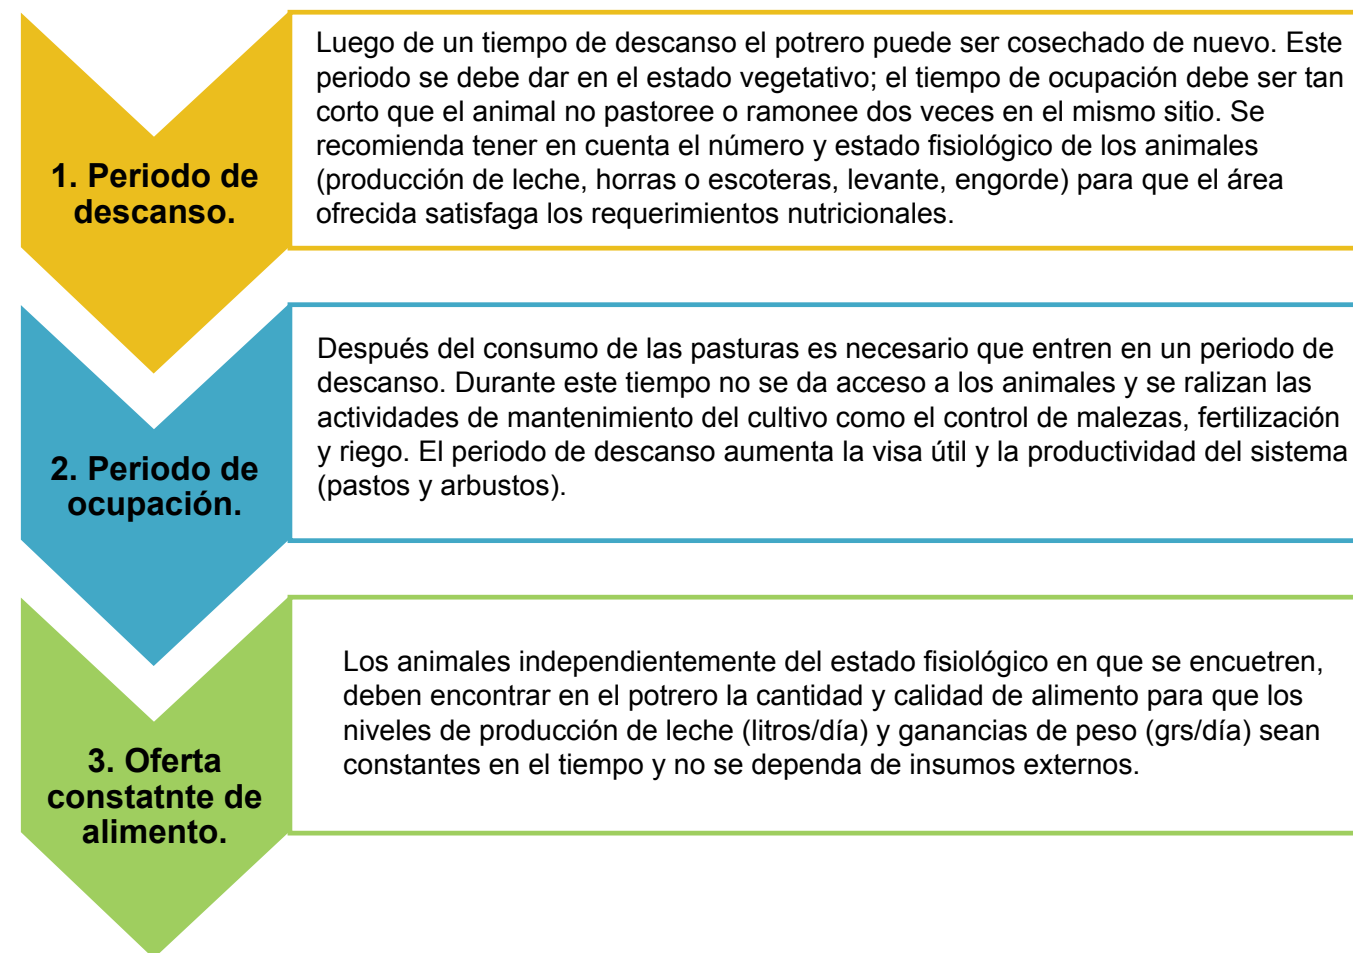 1. Periodo de
descanso.
Luego de un tiempo de descanso el potrero puede ser cosechado de nuevo. Este
periodo se debe dar en el estado vegetativo; el tiempo de ocupación debe ser tan
corto que el animal no pastoree o ramonee dos veces en el mismo sitio. Se
recomienda tener en cuenta el número y estado fisiológico de los animales
(producción de leche, horras o escoteras, levante, engorde) para que el área
ofrecida satisfaga los requerimientos nutricionales.
2. Periodo de
ocupación.
Después del consumo de las pasturas es necesario que entren en un periodo de
descanso. Durante este tiempo no se da acceso a los animales y se ralizan las
actividades de mantenimiento del cultivo como el control de malezas, fertilización
y riego. El periodo de descanso aumenta la visa útil y la productividad del sistema
(pastos y arbustos).
3. Oferta
constatnte de
alimento.
Los animales independientemente del estado fisiológico en que se encuetren,
deben encontrar en el potrero la cantidad y calidad de alimento para que los
niveles de producción de leche (litros/día) y ganancias de peso (grs/día) sean
constantes en el tiempo y no se dependa de insumos externos.